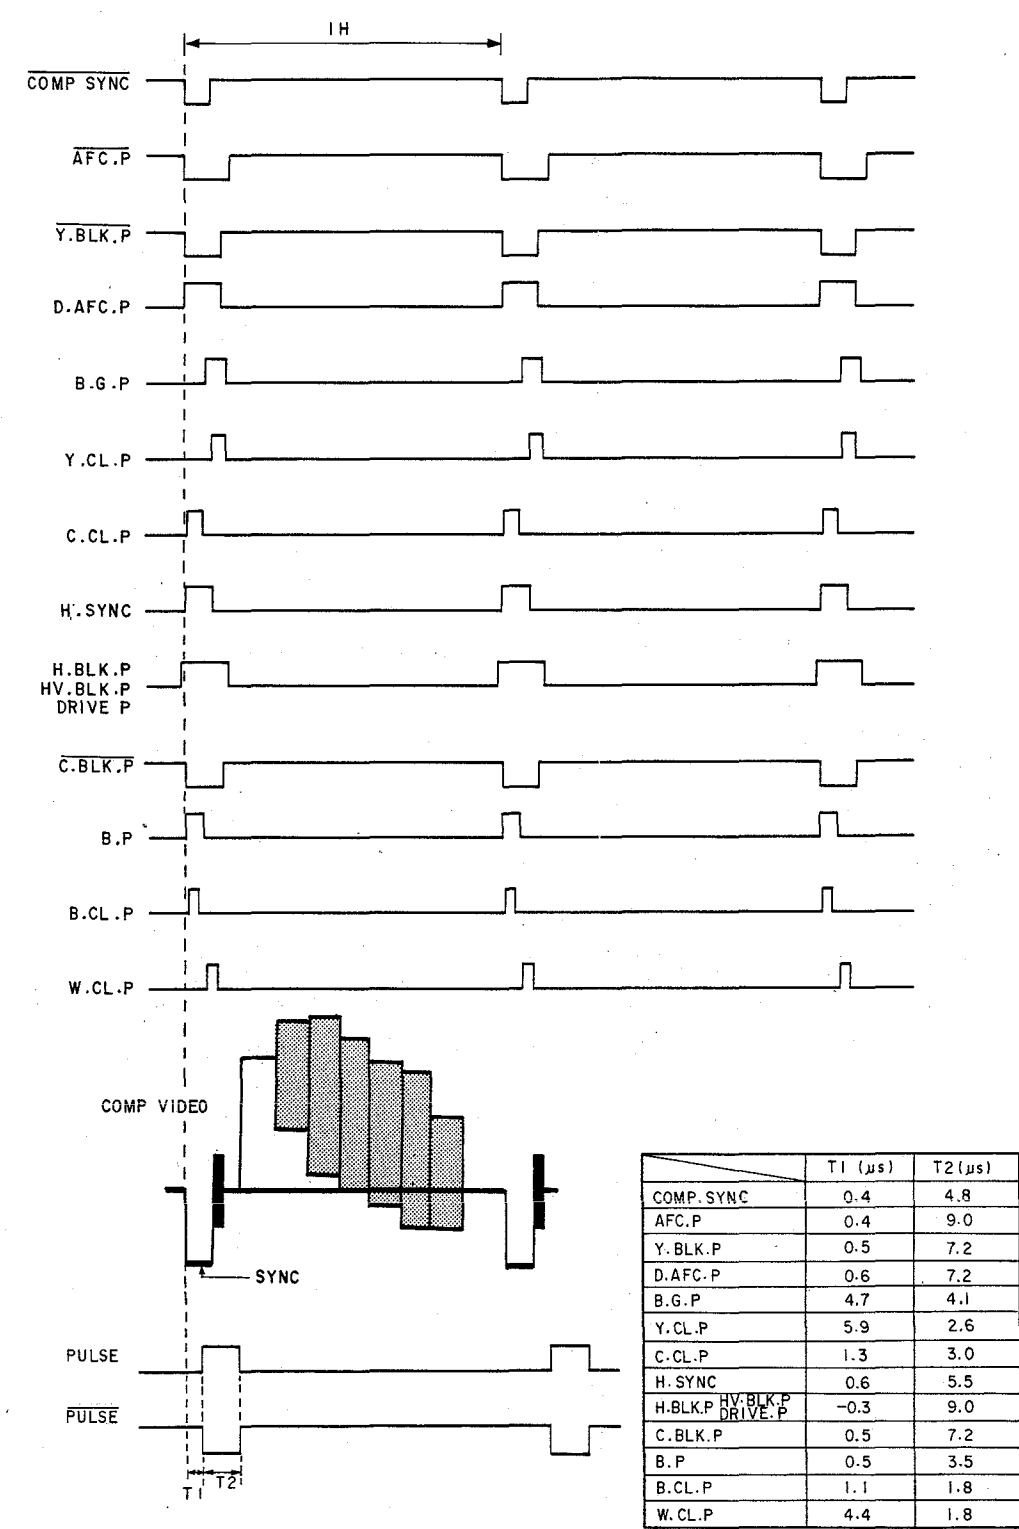 1H
COMP SYNC
AFC.P
Y.BLK.P
D.AFC.P
B.G.P
Y.CL.P
C.CL.P
H.SYNC
H.BLK.P
HV.BLK.P
DRIVE P
C.BLK.P
B.P
B.CL.P
W.CL.P
COMP VIDEO
SYNC
PULSE
PULSE
T1 T2
T1 (μs) T2 (μs)
COMP.SYNC 0.4 4.8
AFC.P 0.4 9.0
Y.BLK.P 0.5 7.2
D.AFC.P 0.6 7.2
B.G.P 4.7 4.1
Y.CL.P 5.9 2.6
C.CL.P 1.3 3.0
H.SYNC 0.6 5.5
H.BLK.P HV.BLK.P DRIVE.P -0.3 9.0
C.BLK.P 0.5 7.2
B.P 0.5 3.5
B.CL.P 1.1 1.8
W.CL.P 4.4 1.8